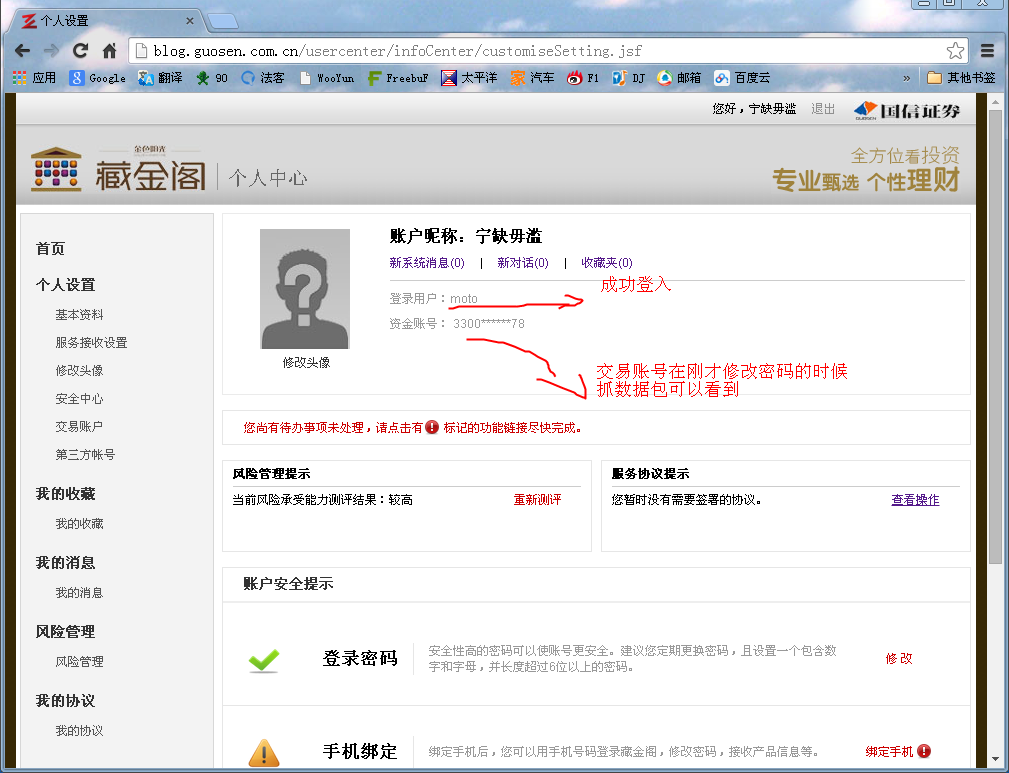 个人设置
blog.guosen.com.cn/usercenter/infoCenter/customiseSetting.jsf
应用 Google 翻译 90 法客 WooYun FreebuF 太平洋 汽车 F1 DJ 邮箱 百度云 » 其他书签
您好，宁缺毋滥 退出 国信证券
金色阳光
藏金阁 个人中心
全方位看投资
专业甄选 个性理财
首页
个人设置
基本资料
服务接收设置
修改头像
安全中心
交易账户
第三方帐号
我的收藏
我的收藏
我的消息
我的消息
风险管理
风险管理
我的协议
我的协议
修改头像
账户昵称：宁缺毋滥
新系统消息(0) | 新对话(0) | 收藏夹(0)
成功登入
登录用户：moto
资金账号： 3300******78
交易账号在刚才修改密码的时候
抓数据包可以看到
您尚有待办事项未处理，请点击有 标记的功能链接尽快完成。
风险管理提示
当前风险承受能力测评结果：较高 重新测评
服务协议提示
您暂时没有需要签署的协议。 查看操作
账户安全提示
登录密码
安全性高的密码可以使账号更安全。建议您定期更换密码，且设置一个包含数
字和字母，并长度超过6位以上的密码。
修 改
手机绑定
绑定手机后，您可以用手机号码登录藏金阁，修改密码，接收产品信息等。
绑定手机